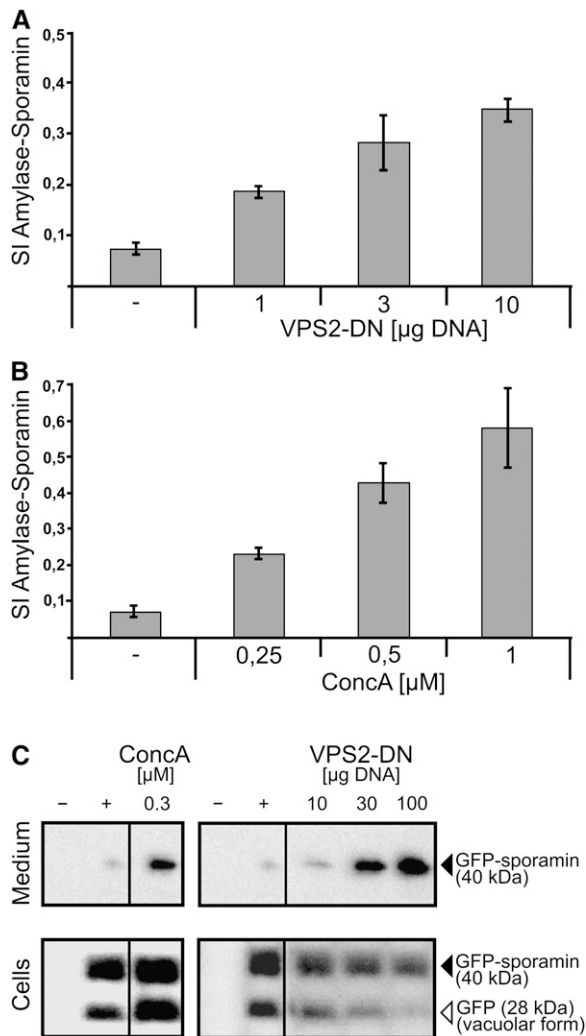 A
SI Amylase-Sporamin
0,5
0,4
0,3
0,2
0,1
- 1 3 10
VPS2-DN [µg DNA]
B
SI Amylase-Sporamin
0,7
0,6
0,5
0,4
0,3
0,2
0,1
- 0,25 0,5 1
ConcA [µM]
C
ConcA VPS2-DN
[µM] [µg DNA]
− + 0.3 − + 10 30 100
Medium
GFP-sporamin
(40 kDa)
Cells
GFP-sporamin
(40 kDa)
GFP (28 kDa)
(vacuolar form)